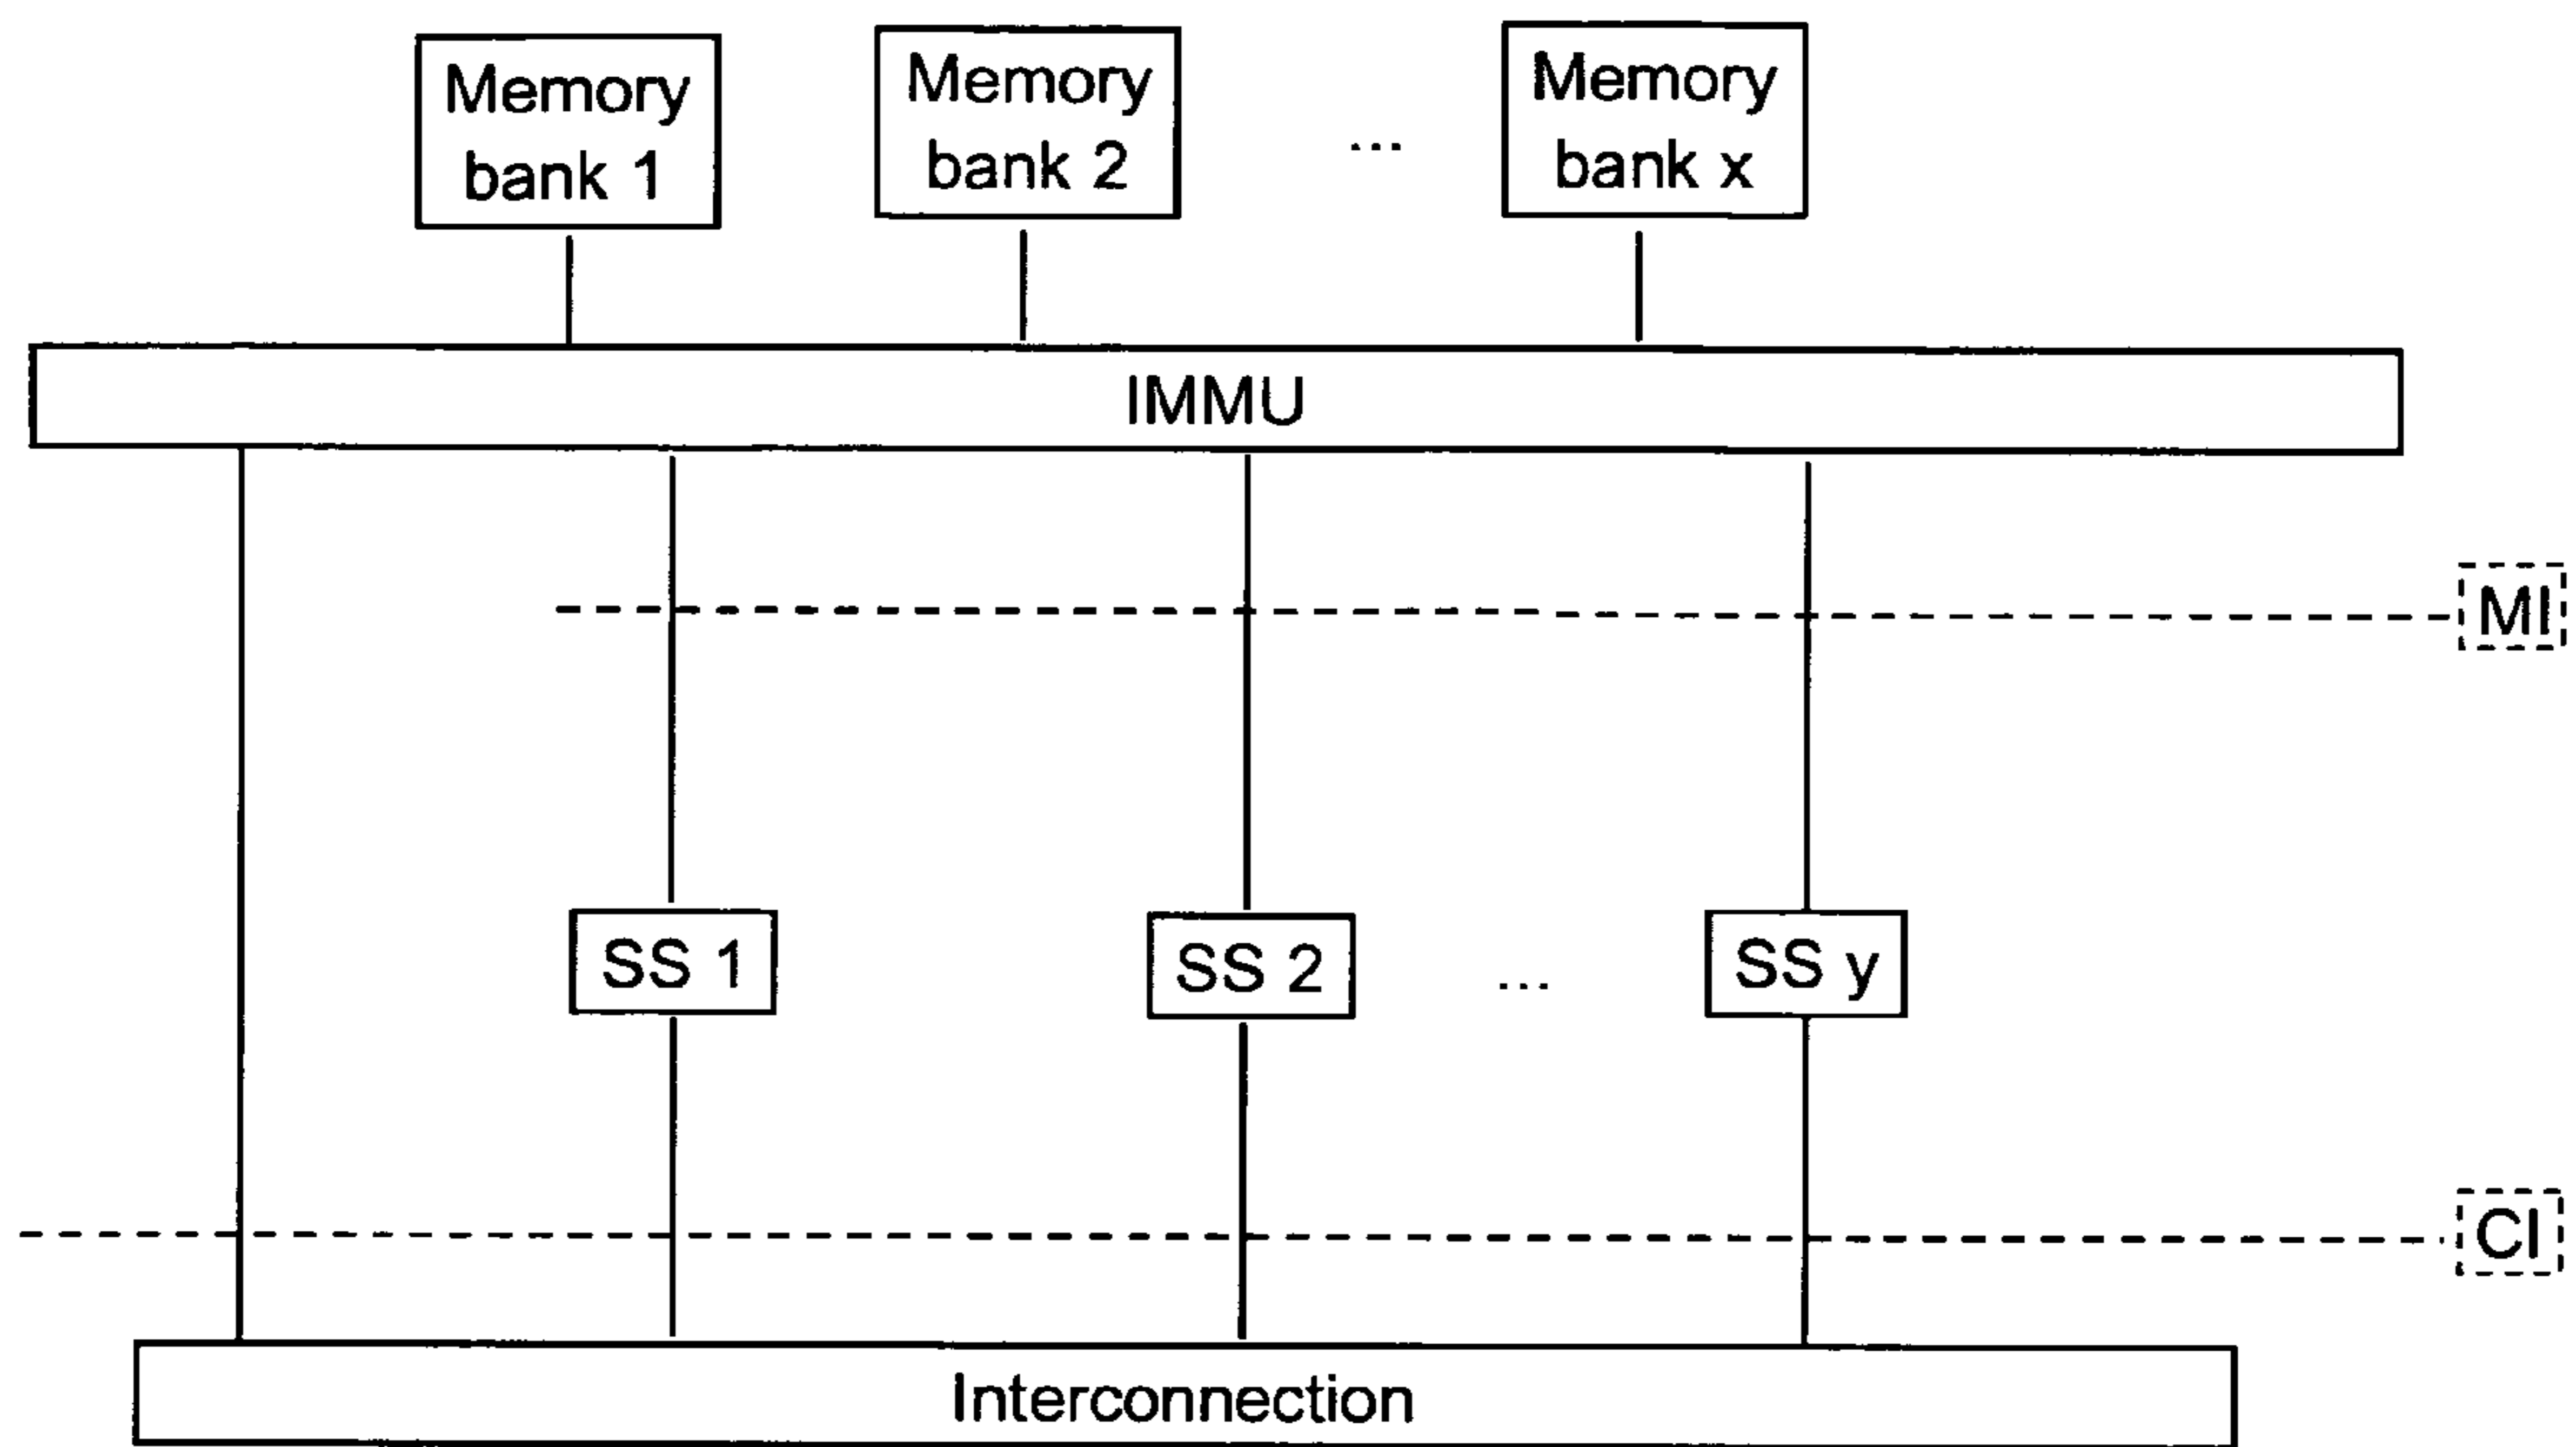 Memory
bank 1
Memory
bank 2
...
Memory
bank x
IMMU
MI
SS 1
SS 2
...
SS y
CI
Interconnection